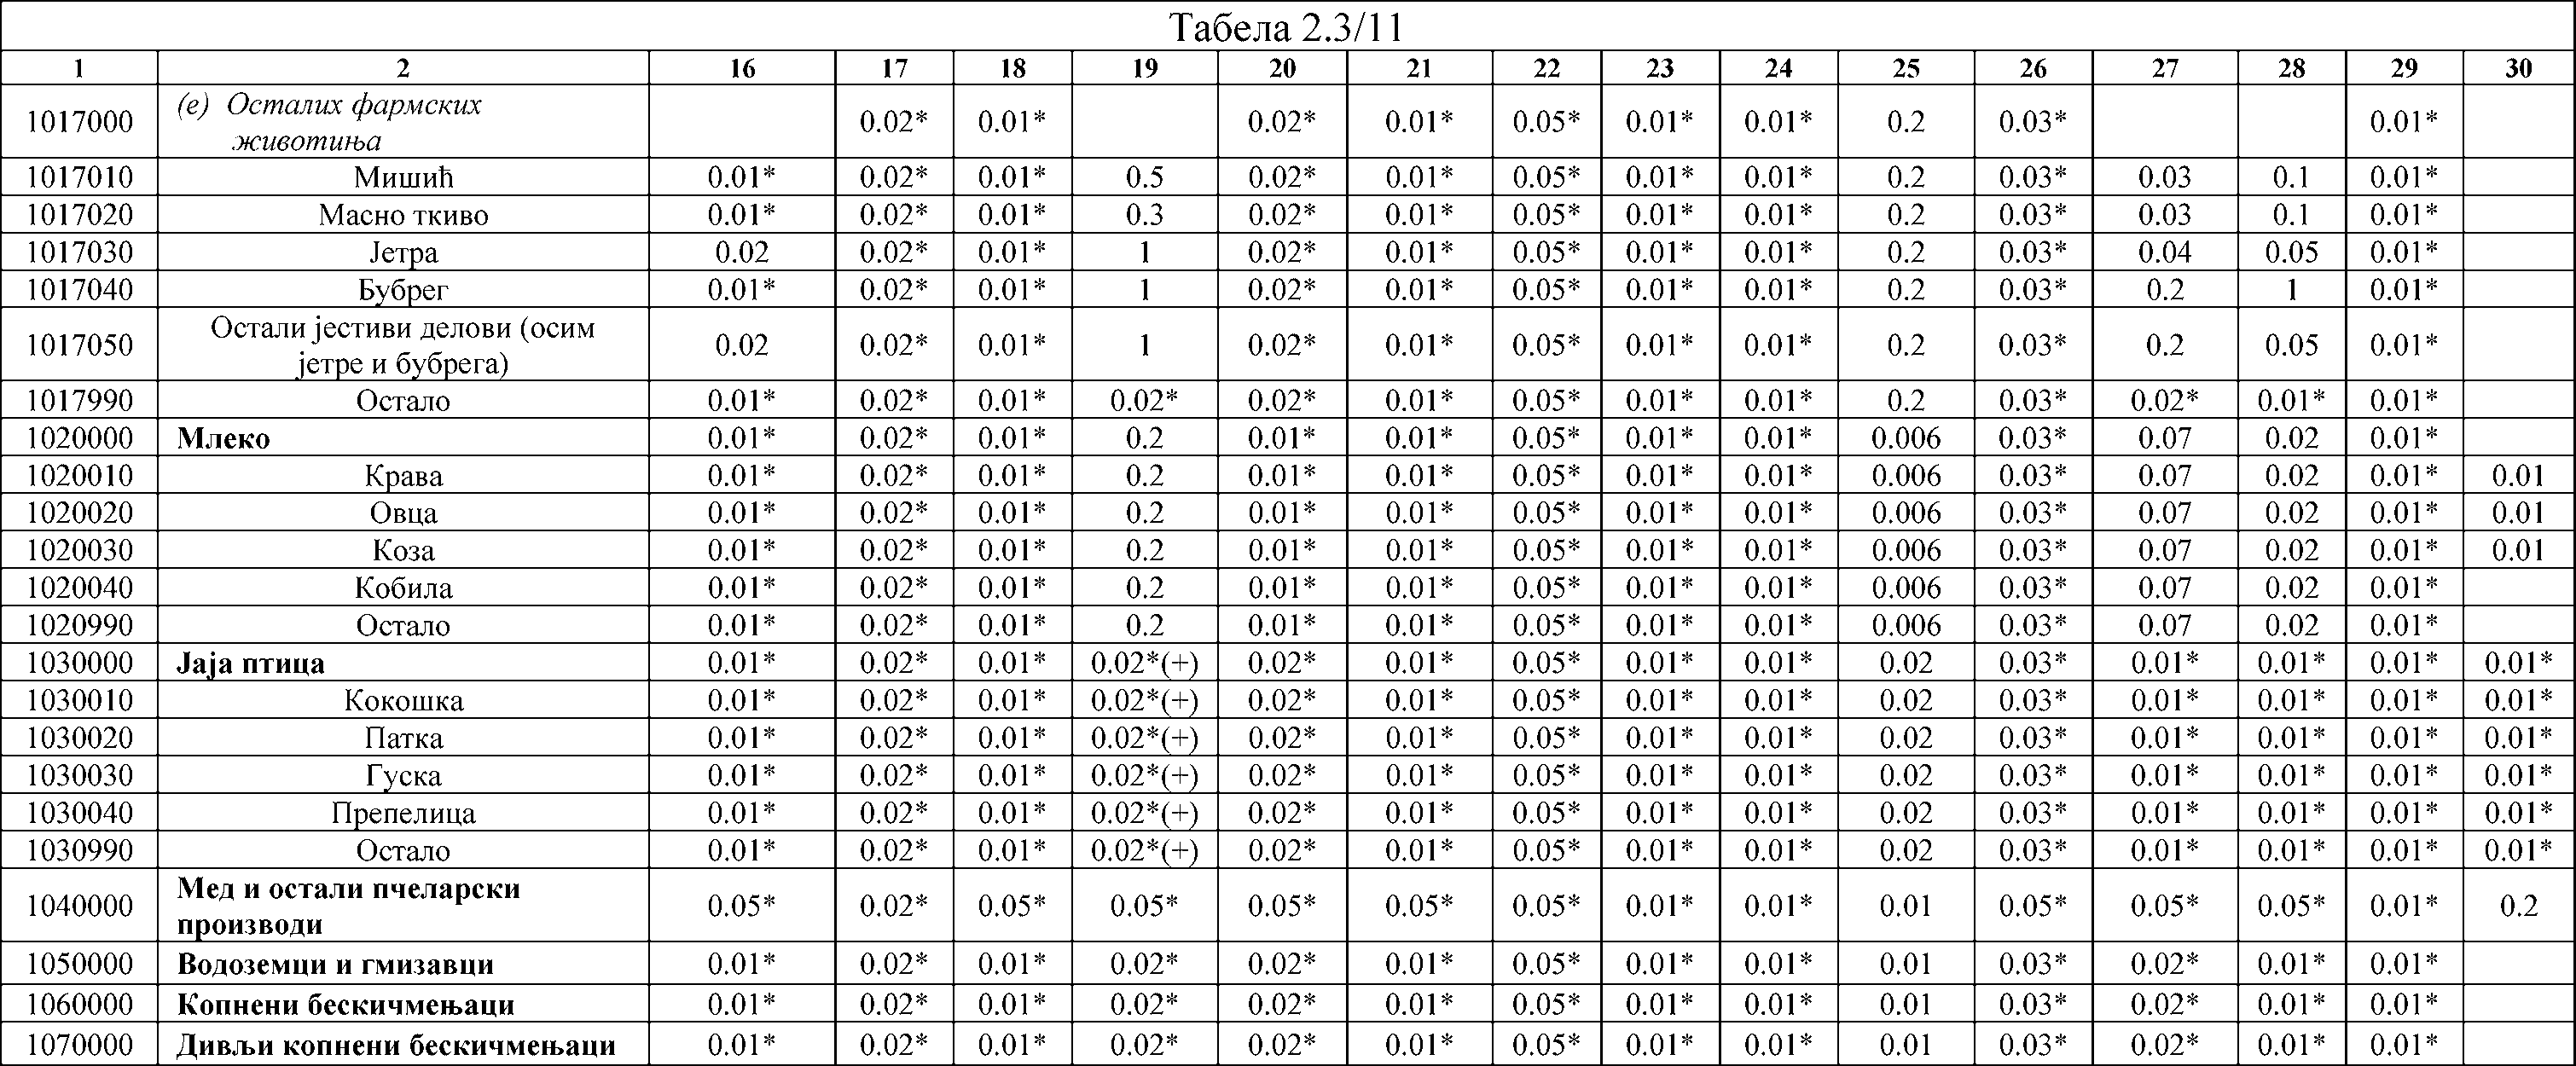 Табела 2.3/11
1 2 16 17 18 19 20 21 22 23 24 25 26 27 28 29 30
1017000 (е) Осталих фармских животиња 0.02* 0.01* 0.02* 0.01* 0.05* 0.01* 0.01* 0.2 0.03* 0.01*
1017010 Мишић 0.01* 0.02* 0.01* 0.5 0.02* 0.01* 0.05* 0.01* 0.01* 0.2 0.03* 0.03 0.1 0.01*
1017020 Масно ткиво 0.01* 0.02* 0.01* 0.3 0.02* 0.01* 0.05* 0.01* 0.01* 0.2 0.03* 0.03 0.1 0.01*
1017030 Јетра 0.02 0.02* 0.01* 1 0.02* 0.01* 0.05* 0.01* 0.01* 0.2 0.03* 0.04 0.05 0.01*
1017040 Бубрег 0.01* 0.02* 0.01* 1 0.02* 0.01* 0.05* 0.01* 0.01* 0.2 0.03* 0.2 1 0.01*
1017050 Остали јестиви делови (осим јетре и бубрега) 0.02 0.02* 0.01* 1 0.02* 0.01* 0.05* 0.01* 0.01* 0.2 0.03* 0.2 0.05 0.01*
1017990 Остало 0.01* 0.02* 0.01* 0.02* 0.02* 0.01* 0.05* 0.01* 0.01* 0.2 0.03* 0.02* 0.01* 0.01*
1020000 Млеко 0.01* 0.02* 0.01* 0.2 0.01* 0.01* 0.05* 0.01* 0.01* 0.006 0.03* 0.07 0.02 0.01*
1020010 Крава 0.01* 0.02* 0.01* 0.2 0.01* 0.01* 0.05* 0.01* 0.01* 0.006 0.03* 0.07 0.02 0.01* 0.01
1020020 Овца 0.01* 0.02* 0.01* 0.2 0.01* 0.01* 0.05* 0.01* 0.01* 0.006 0.03* 0.07 0.02 0.01* 0.01
1020030 Коза 0.01* 0.02* 0.01* 0.2 0.01* 0.01* 0.05* 0.01* 0.01* 0.006 0.03* 0.07 0.02 0.01* 0.01
1020040 Кобила 0.01* 0.02* 0.01* 0.2 0.01* 0.01* 0.05* 0.01* 0.01* 0.006 0.03* 0.07 0.02 0.01*
1020990 Остало 0.01* 0.02* 0.01* 0.2 0.01* 0.01* 0.05* 0.01* 0.01* 0.006 0.03* 0.07 0.02 0.01*
1030000 Јаја птица 0.01* 0.02* 0.01* 0.02*(+) 0.02* 0.01* 0.05* 0.01* 0.01* 0.02 0.03* 0.01* 0.01* 0.01* 0.01*
1030010 Кокошка 0.01* 0.02* 0.01* 0.02*(+) 0.02* 0.01* 0.05* 0.01* 0.01* 0.02 0.03* 0.01* 0.01* 0.01* 0.01*
1030020 Патка 0.01* 0.02* 0.01* 0.02*(+) 0.02* 0.01* 0.05* 0.01* 0.01* 0.02 0.03* 0.01* 0.01* 0.01* 0.01*
1030030 Гуска 0.01* 0.02* 0.01* 0.02*(+) 0.02* 0.01* 0.05* 0.01* 0.01* 0.02 0.03* 0.01* 0.01* 0.01* 0.01*
1030040 Препелица 0.01* 0.02* 0.01* 0.02*(+) 0.02* 0.01* 0.05* 0.01* 0.01* 0.02 0.03* 0.01* 0.01* 0.01* 0.01*
1030990 Остало 0.01* 0.02* 0.01* 0.02*(+) 0.02* 0.01* 0.05* 0.01* 0.01* 0.02 0.03* 0.01* 0.01* 0.01* 0.01*
1040000 Мед и остали пчеларски производи 0.05* 0.02* 0.05* 0.05* 0.05* 0.05* 0.05* 0.01* 0.01* 0.01 0.05* 0.05* 0.05* 0.01* 0.2
1050000 Водоземци и гмизавци 0.01* 0.02* 0.01* 0.02* 0.02* 0.01* 0.05* 0.01* 0.01* 0.01 0.03* 0.02* 0.01* 0.01*
1060000 Копнени бескичмењаци 0.01* 0.02* 0.01* 0.02* 0.02* 0.01* 0.05* 0.01* 0.01* 0.01 0.03* 0.02* 0.01* 0.01*
1070000 Дивљи копнени бескичмењаци 0.01* 0.02* 0.01* 0.02* 0.02* 0.01* 0.05* 0.01* 0.01* 0.01 0.03* 0.02* 0.01* 0.01*